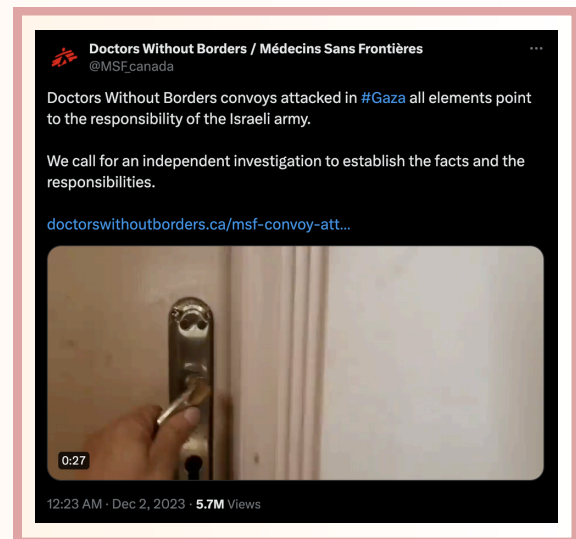 Doctors Without Borders / Médecins Sans Frontières
@MSF_canada
Doctors Without Borders convoys attacked in #Gaza all elements point
to the responsibility of the Israeli army.
We call for an independent investigation to establish the facts and the
responsibilities.
doctorswithoutborders.ca/msf-convoy-att...
0:27
12:23 AM · Dec 2, 2023 · 5.7M Views